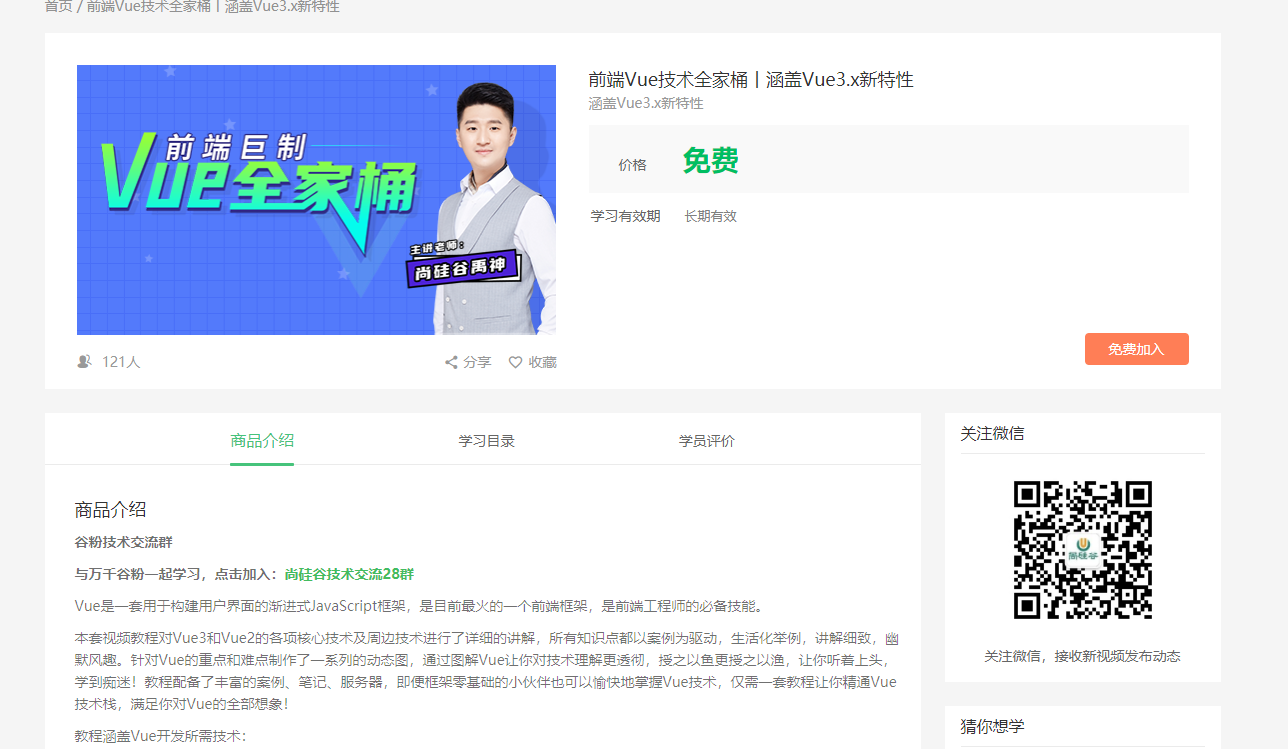 首页 / 前端Vue技术全家桶丨涵盖Vue3.x新特性
前端巨制
Vue全家桶
主讲老师：
尚硅谷禹神
前端Vue技术全家桶丨涵盖Vue3.x新特性
涵盖Vue3.x新特性
价格 免费
学习有效期 长期有效
121人 分享 收藏
免费加入
商品介绍 学习目录 学员评价
商品介绍
谷粉技术交流群
与万千谷粉一起学习，点击加入：尚硅谷技术交流28群
Vue是一套用于构建用户界面的渐进式JavaScript框架，是目前最火的一个前端框架，是前端工程师的必备技能。
本套视频教程对Vue3和Vue2的各项核心技术及周边技术进行了详细的讲解，所有知识点都以案例为驱动，生活化举例，讲解细致，幽
默风趣。针对Vue的重点和难点制作了一系列的动态图，通过图解Vue让你对技术理解更透彻，授之以鱼更授之以渔，让你听着上头，
学到痴迷！教程配备了丰富的案例、笔记、服务器，即便框架零基础的小伙伴也可以愉快地掌握Vue技术，仅需一套教程让你精通Vue
技术栈，满足你对Vue的全部想象！
教程涵盖Vue开发所需技术：
关注微信
尚硅谷
关注微信，接收新视频发布动态
猜你想学